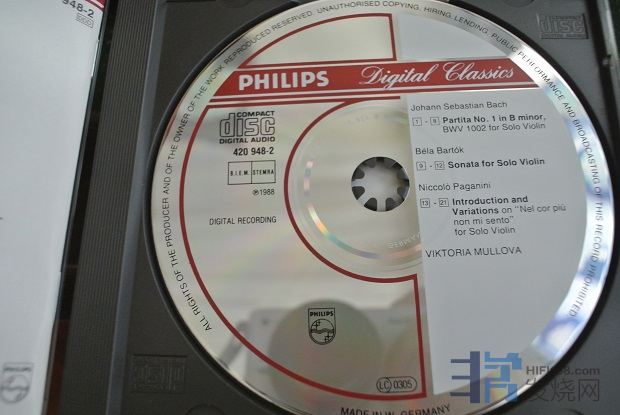 948-2
ALL RIGHTS OF THE PRODUCER AND OF THE OWNER OF THE WORK REPRODUCED RESERVED. UNAUTHORISED COPYING, HIRING, LENDING, PUBLIC PERFORMANCE AND BROADCASTING OF THIS RECORD PROHIBITED
PHILIPS Digital Classics
COMPACT
disc
DIGITAL AUDIO
420 948-2
B.I.E.M. STEMRA
℗1988
DIGITAL RECORDING
Johann Sebastian Bach
1 - 8 Partita No. 1 in B minor,
BWV 1002 for Solo Violin
Béla Bartók
9 - 12 Sonata for Solo Violin
Niccolò Paganini
13 - 21 Introduction and
Variations on "Nel cor più
non mi sento"
for Solo Violin
VIKTORIA MULLOVA
PHILIPS
LC 0305
MADE IN W. GERMANY
disc
发烧网